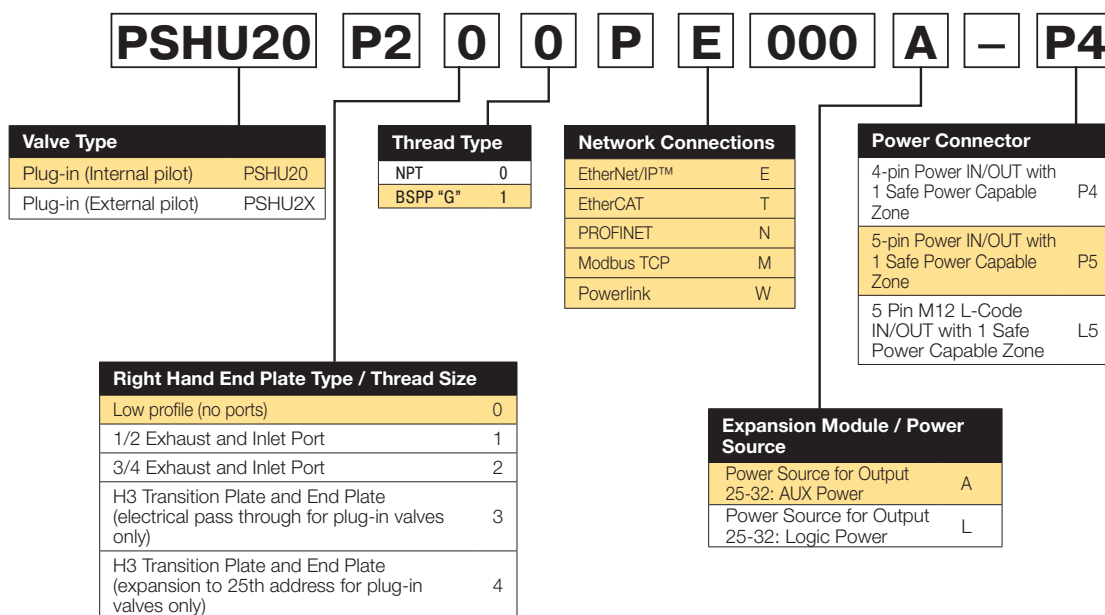 PSHU20 P2 0 0 P E 000 A – P4
Valve Type
Plug-in (Internal pilot) PSHU20
Plug-in (External pilot) PSHU2X
Thread Type
NPT 0
BSPP “G” 1
Network Connections
EtherNet/IP™ E
EtherCAT T
PROFINET N
Modbus TCP M
Powerlink W
Power Connector
4-pin Power IN/OUT with
1 Safe Power Capable P4
Zone
5-pin Power IN/OUT with
1 Safe Power Capable P5
Zone
5 Pin M12 L-Code
IN/OUT with 1 Safe L5
Power Capable Zone
Right Hand End Plate Type / Thread Size
Low profile (no ports) 0
1/2 Exhaust and Inlet Port 1
3/4 Exhaust and Inlet Port 2
H3 Transition Plate and End Plate
(electrical pass through for plug-in valves 3
only)
H3 Transition Plate and End Plate
(expansion to 25th address for plug-in 4
valves only)
Expansion Module / Power
Source
Power Source for Output
25-32: AUX Power A
Power Source for Output
25-32: Logic Power L